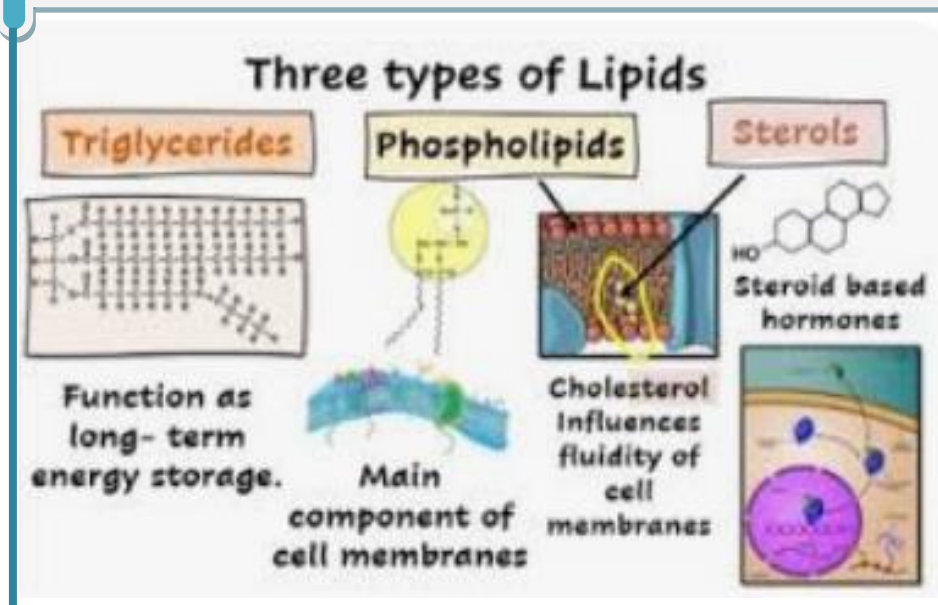 Three types of Lipids
Triglycerides
Phospholipids
Sterols
HO
Steroid based
hormones
Function as
long- term
energy storage.
Main
component of
cell membranes
Cholesterol
Influences
fluidity of
cell
membranes